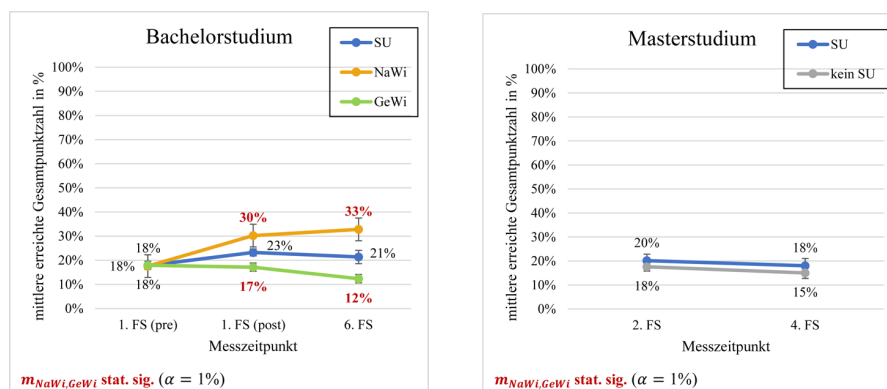 Bachelorstudium
SU
NaWi
GeWi
mittlere erreichte Gesamtpunktzahl in %
100%
90%
80%
70%
60%
50%
40%
30%
20%
10%
0%
18%
18%
18%
30%
23%
17%
33%
21%
12%
1. FS (pre)
1. FS (post)
6. FS
Messzeitpunkt
m_{NaWi,GeWi} stat. sig. (α = 1%)
Masterstudium
SU
kein SU
mittlere erreichte Gesamtpunktzahl in %
100%
90%
80%
70%
60%
50%
40%
30%
20%
10%
0%
20%
18%
18%
15%
2. FS
4. FS
Messzeitpunkt
m_{NaWi,GeWi} stat. sig. (α = 1%)